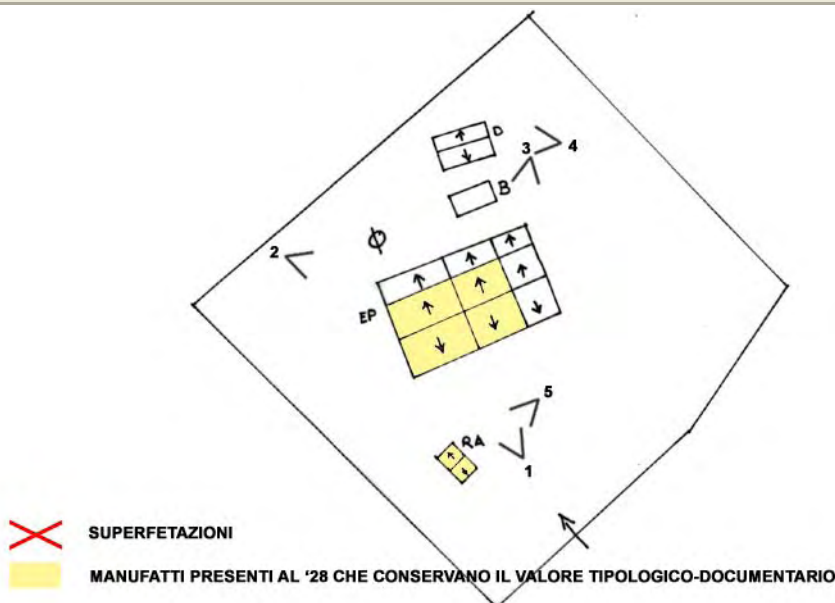 D
3
4
B
2
EP
5
RA
1
SUPERFETAZIONI
MANUFATTI PRESENTI AL '28 CHE CONSERVANO IL VALORE TIPOLOGICO-DOCUMENTARIO